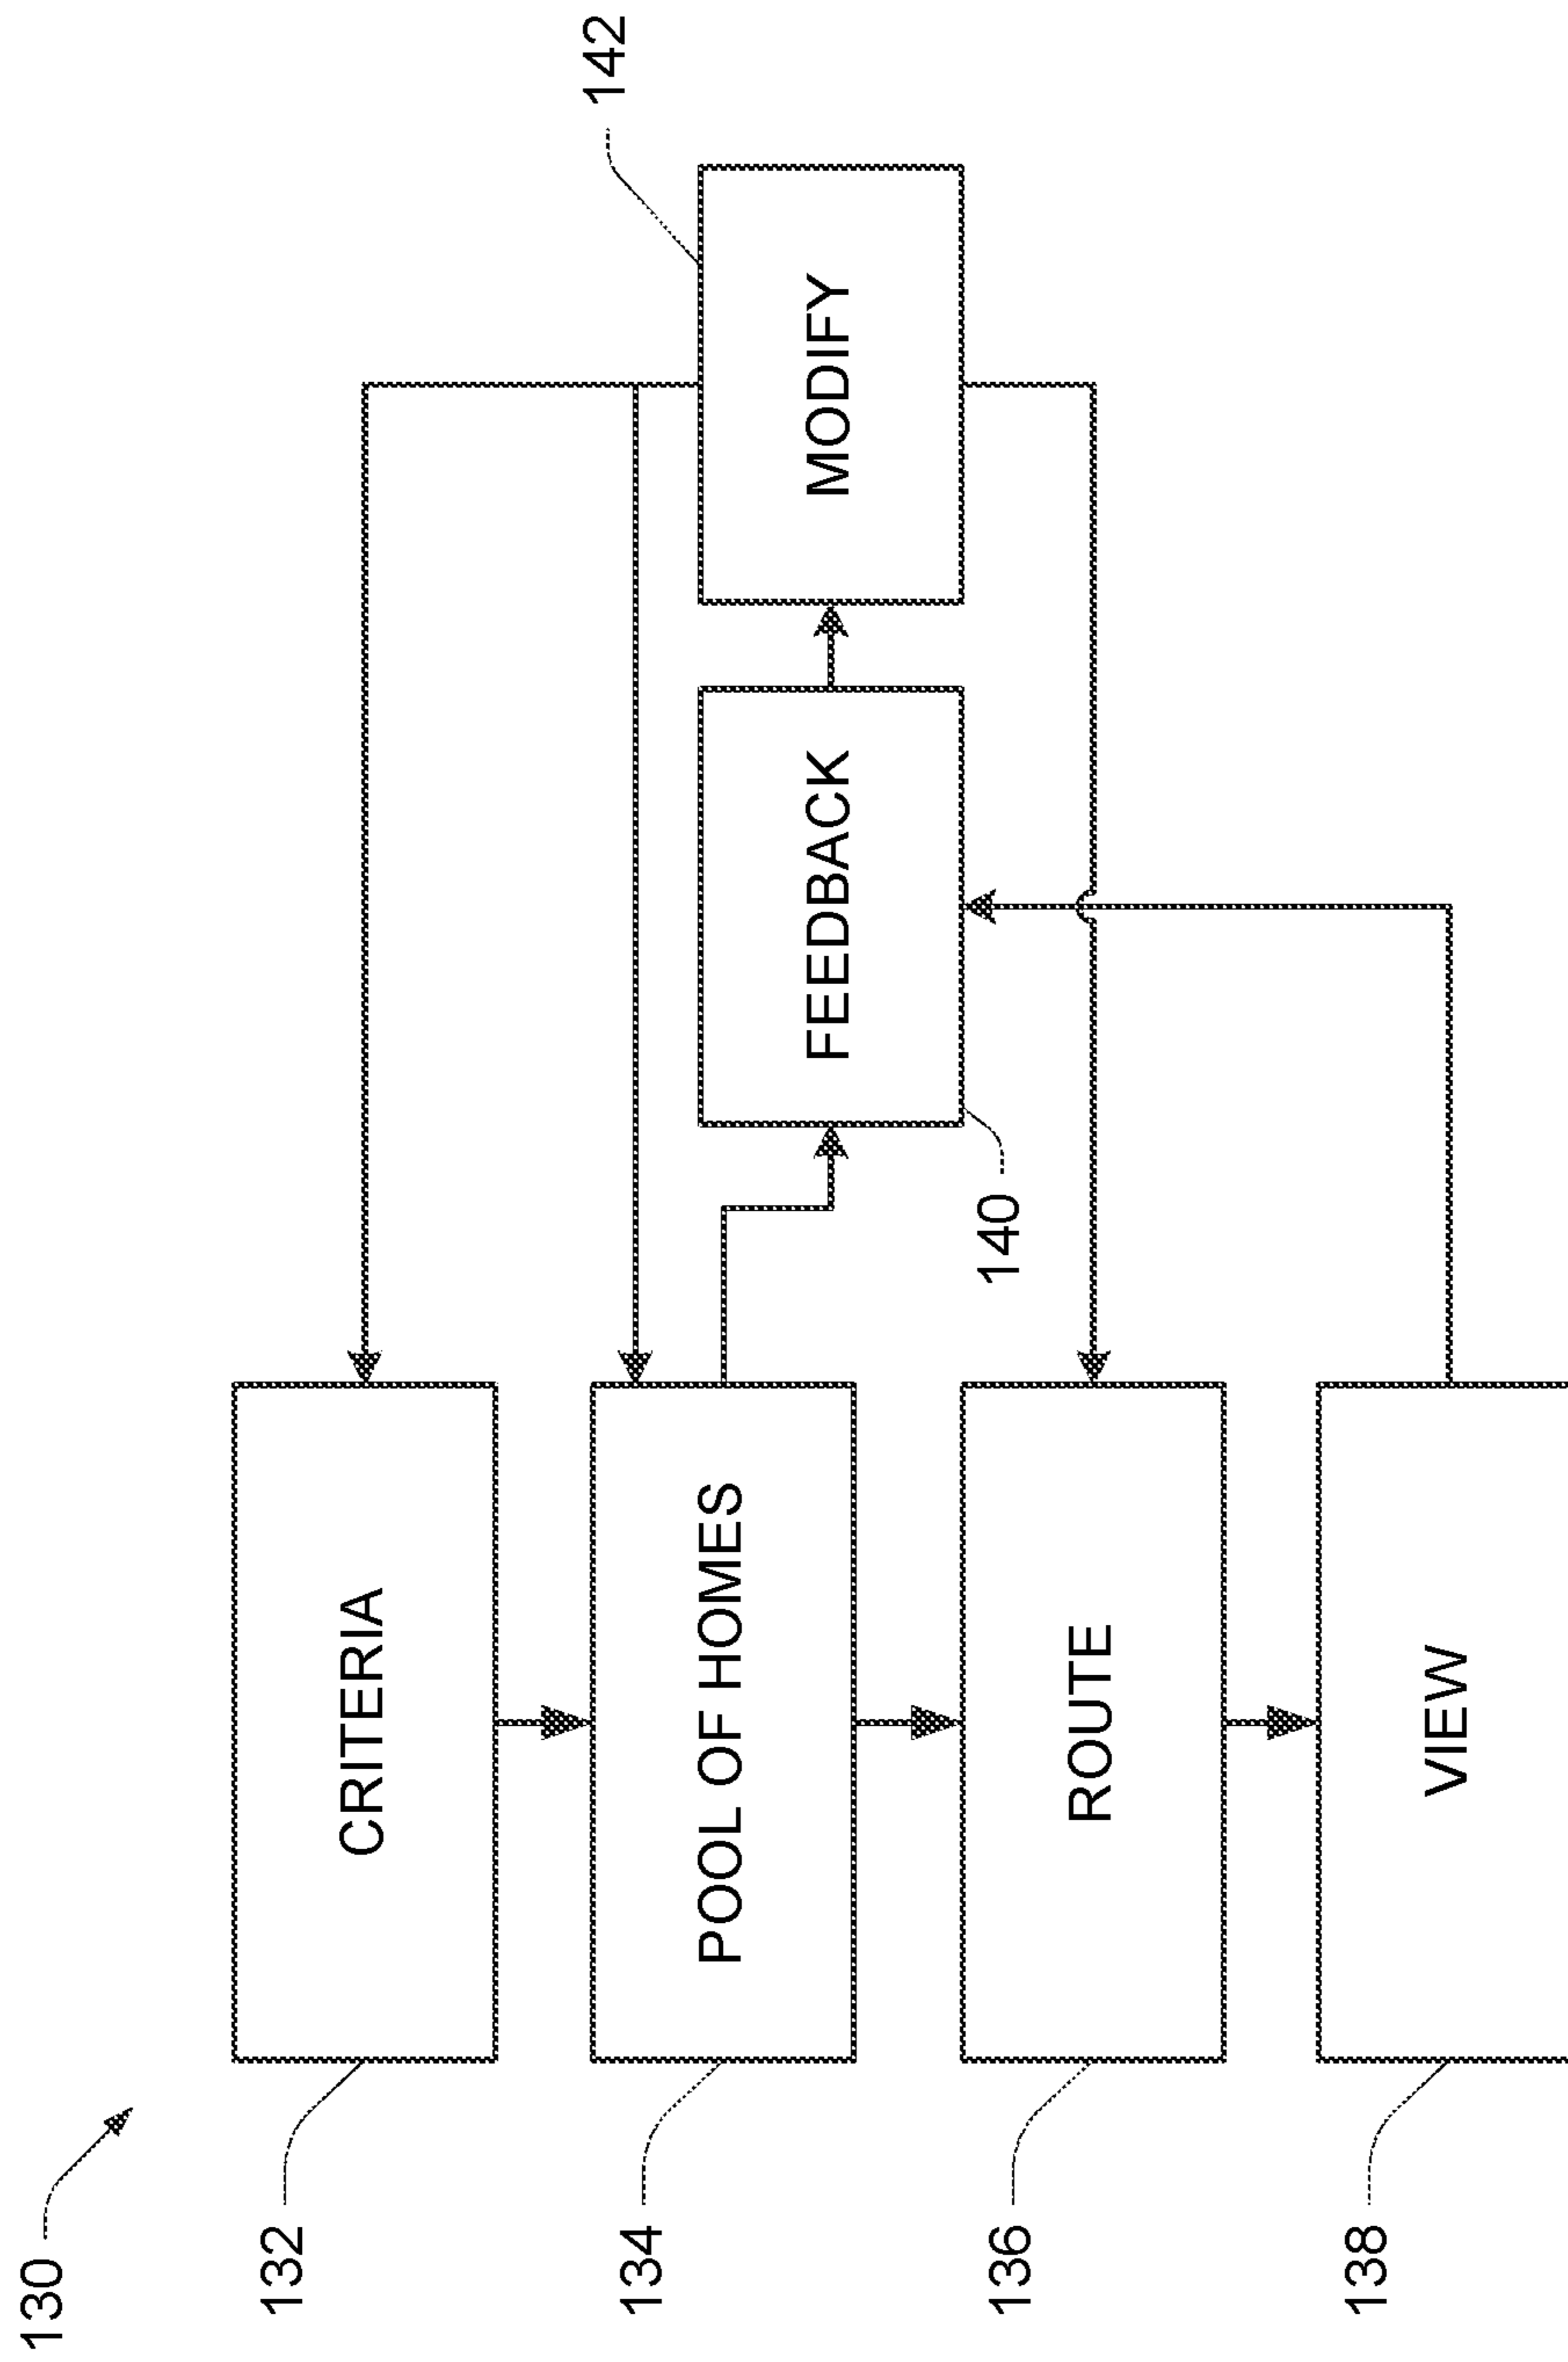 130
132
CRITERIA
134
POOL OF HOMES
136
ROUTE
138
VIEW
140
FEEDBACK
142
MODIFY